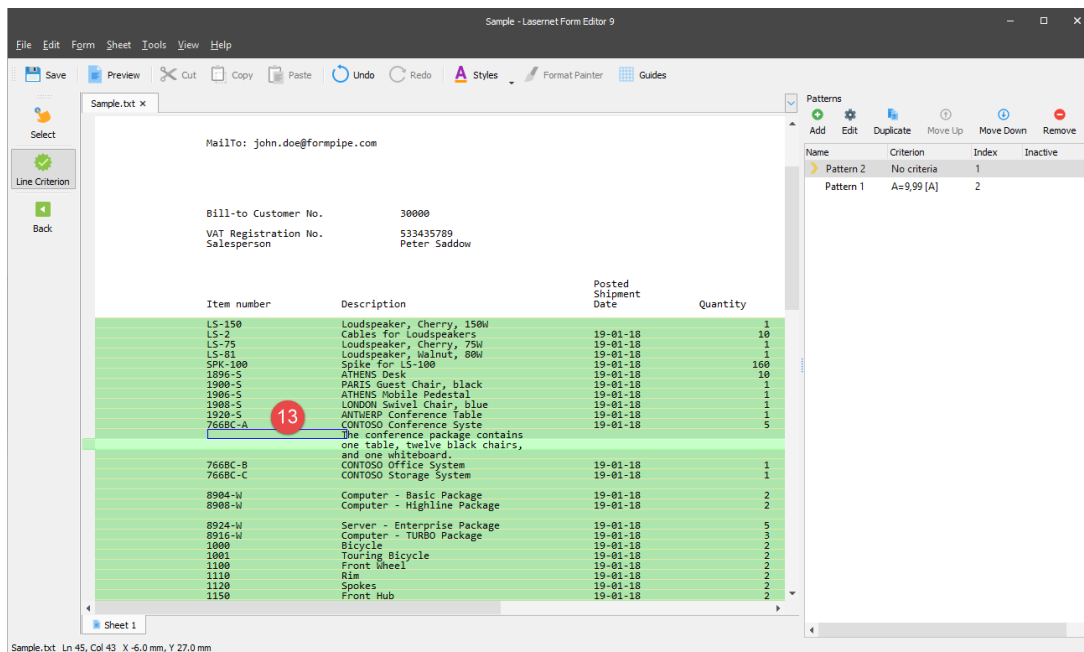 Sample - Lasernet Form Editor 9
File Edit Form Sheet Tools View Help
Save Preview Cut Copy Paste Undo Redo A Styles Format Painter Guides
Sample.txt ×
Select
Line Criterion
Back
MailTo: john.doe@formpipe.com
Bill-to Customer No. 30000
VAT Registration No. 533435789
Salesperson Peter Saddow
Posted
Shipment
Item number Description Date Quantity
LS-150 Loudspeaker, Cherry, 150W 1
LS-2 Cables for Loudspeakers 19-01-18 10
LS-75 Loudspeaker, Cherry, 75W 19-01-18 1
LS-81 Loudspeaker, Walnut, 80W 19-01-18 1
SPK-100 Spike for LS-100 19-01-18 160
1896-S ATHENS Desk 19-01-18 10
1900-S PARIS Guest Chair, black 19-01-18 1
1906-S ATHENS Mobile Pedestal 19-01-18 1
1908-S LONDON Swivel Chair, blue 19-01-18 1
1920-S ANTWERP Conference Table 19-01-18 1
13
766BC-A CONTOSO Conference Syste 19-01-18 5
The conference package contains
one table, twelve black chairs,
and one whiteboard.
766BC-B CONTOSO Office System 19-01-18 1
766BC-C CONTOSO Storage System 19-01-18 1
8904-W Computer - Basic Package 19-01-18 2
8908-W Computer - Highline Package 19-01-18 2
8924-W Server - Enterprise Package 19-01-18 5
8916-W Computer - TURBO Package 19-01-18 3
1000 Bicycle 19-01-18 2
1001 Touring Bicycle 19-01-18 2
1100 Front Wheel 19-01-18 2
1110 Rim 19-01-18 2
1120 Spokes 19-01-18 2
1150 Front Hub 19-01-18 2
Sheet 1
Patterns
Add Edit Duplicate Move Up Move Down Remove
Name Criterion Index Inactive
Pattern 2 No criteria 1
Pattern 1 A=9,99 [A] 2
Sample.txt Ln 45, Col 43 X -6.0 mm, Y 27.0 mm